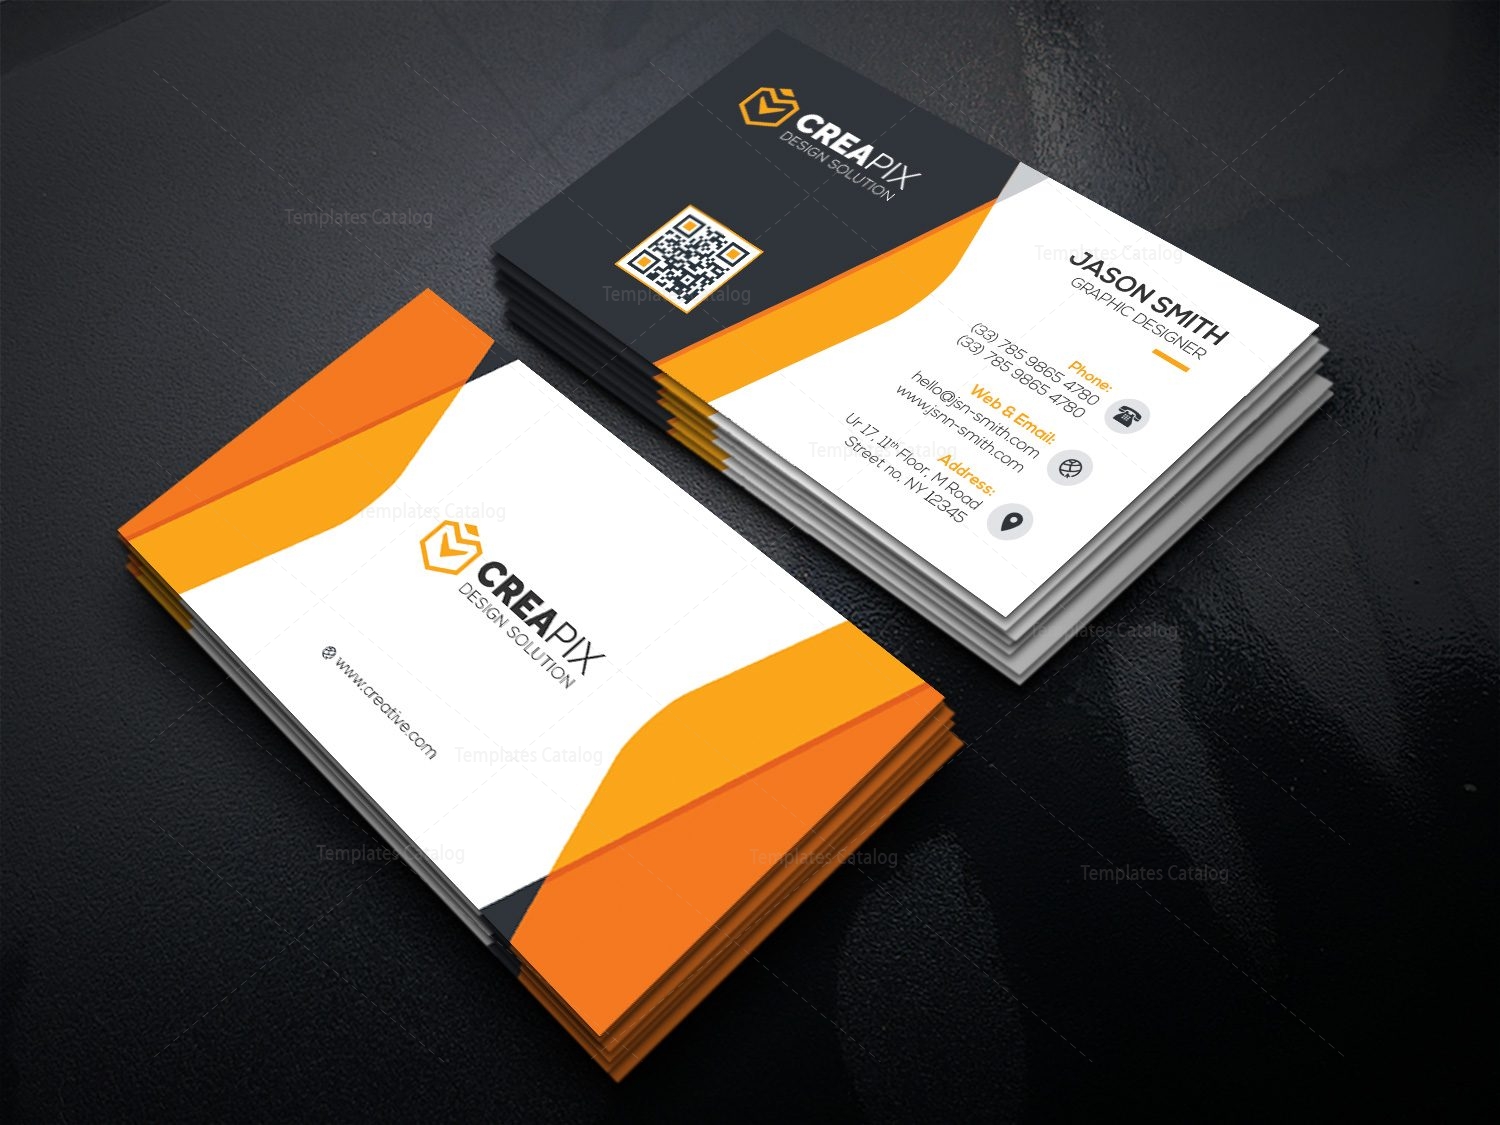 CREAPIX
DESIGN SOLUTION
JASON SMITH
GRAPHIC DESIGNER
Phone:
(33) 785 9865 4780
(33) 785 9865 4780
Web & Email:
hello@jsn-smith.com
www.jsnn-smith.com
Address:
Ur 17, 11th Floor, M Road
Street no, NY 12345
CREAPIX
DESIGN SOLUTION
www.creative.com
Templates Catalog
Templates Catalog
Templates Catalog
Templates Catalog
Templates Catalog
Templates Catalog
Templates Catalog
Templates Catalog
Templates Catalog
Templates Catalog